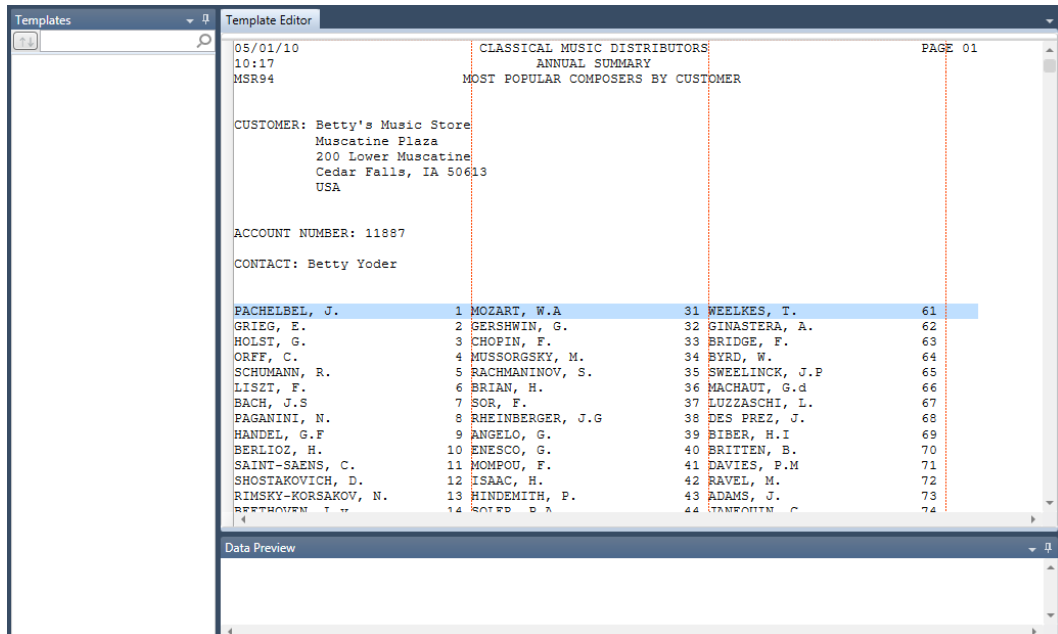 Templates
Template Editor
05/01/10 CLASSICAL MUSIC DISTRIBUTORS PAGE 01
10:17 ANNUAL SUMMARY
MSR94 MOST POPULAR COMPOSERS BY CUSTOMER
CUSTOMER: Betty's Music Store
Muscatine Plaza
200 Lower Muscatine
Cedar Falls, IA 50613
USA
ACCOUNT NUMBER: 11887
CONTACT: Betty Yoder
PACHELBEL, J. 1 MOZART, W.A 31 WEELKES, T. 61
GRIEG, E. 2 GERSHWIN, G. 32 GINASTERA, A. 62
HOLST, G. 3 CHOPIN, F. 33 BRIDGE, F. 63
ORFF, C. 4 MUSSORGSKY, M. 34 BYRD, W. 64
SCHUMANN, R. 5 RACHMANINOV, S. 35 SWEELINCK, J.P 65
LISZT, F. 6 BRIAN, H. 36 MACHAUT, G.d 66
BACH, J.S 7 SOR, F. 37 LUZZASCHI, L. 67
PAGANINI, N. 8 RHEINBERGER, J.G 38 DES PREZ, J. 68
HANDEL, G.F 9 ANGELO, G. 39 BIBER, H.I 69
BERLIOZ, H. 10 ENESCO, G. 40 BRITTEN, B. 70
SAINT-SAENS, C. 11 MOMPOU, F. 41 DAVIES, P.M 71
SHOSTAKOVICH, D. 12 ISAAC, H. 42 RAVEL, M. 72
RIMSKY-KORSAKOV, N. 13 HINDEMITH, P. 43 ADAMS, J. 73
BEETHOVEN, L.v 14 SOLER, P.A 44 JANEQUIN, C. 74
Data Preview